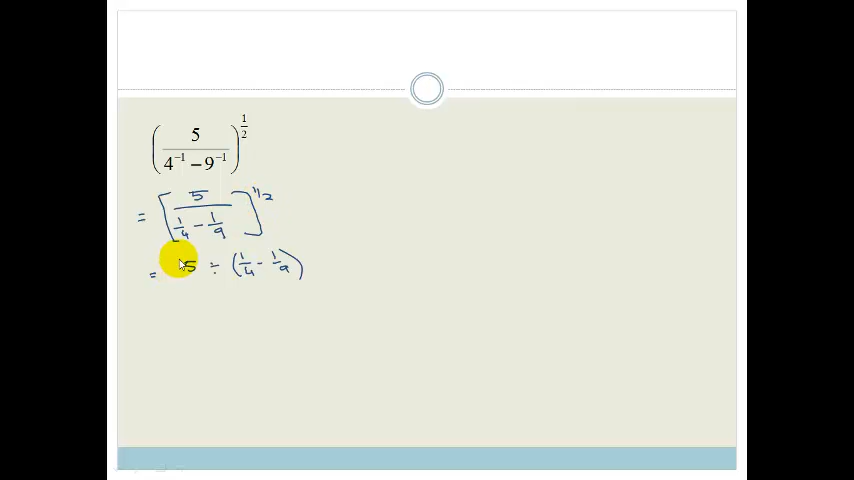 (5 / (4⁻¹ − 9⁻¹))^(1/2)
= [5 / (1/4 − 1/9)]^(1/2)
= 5 ÷ (1/4 − 1/9)